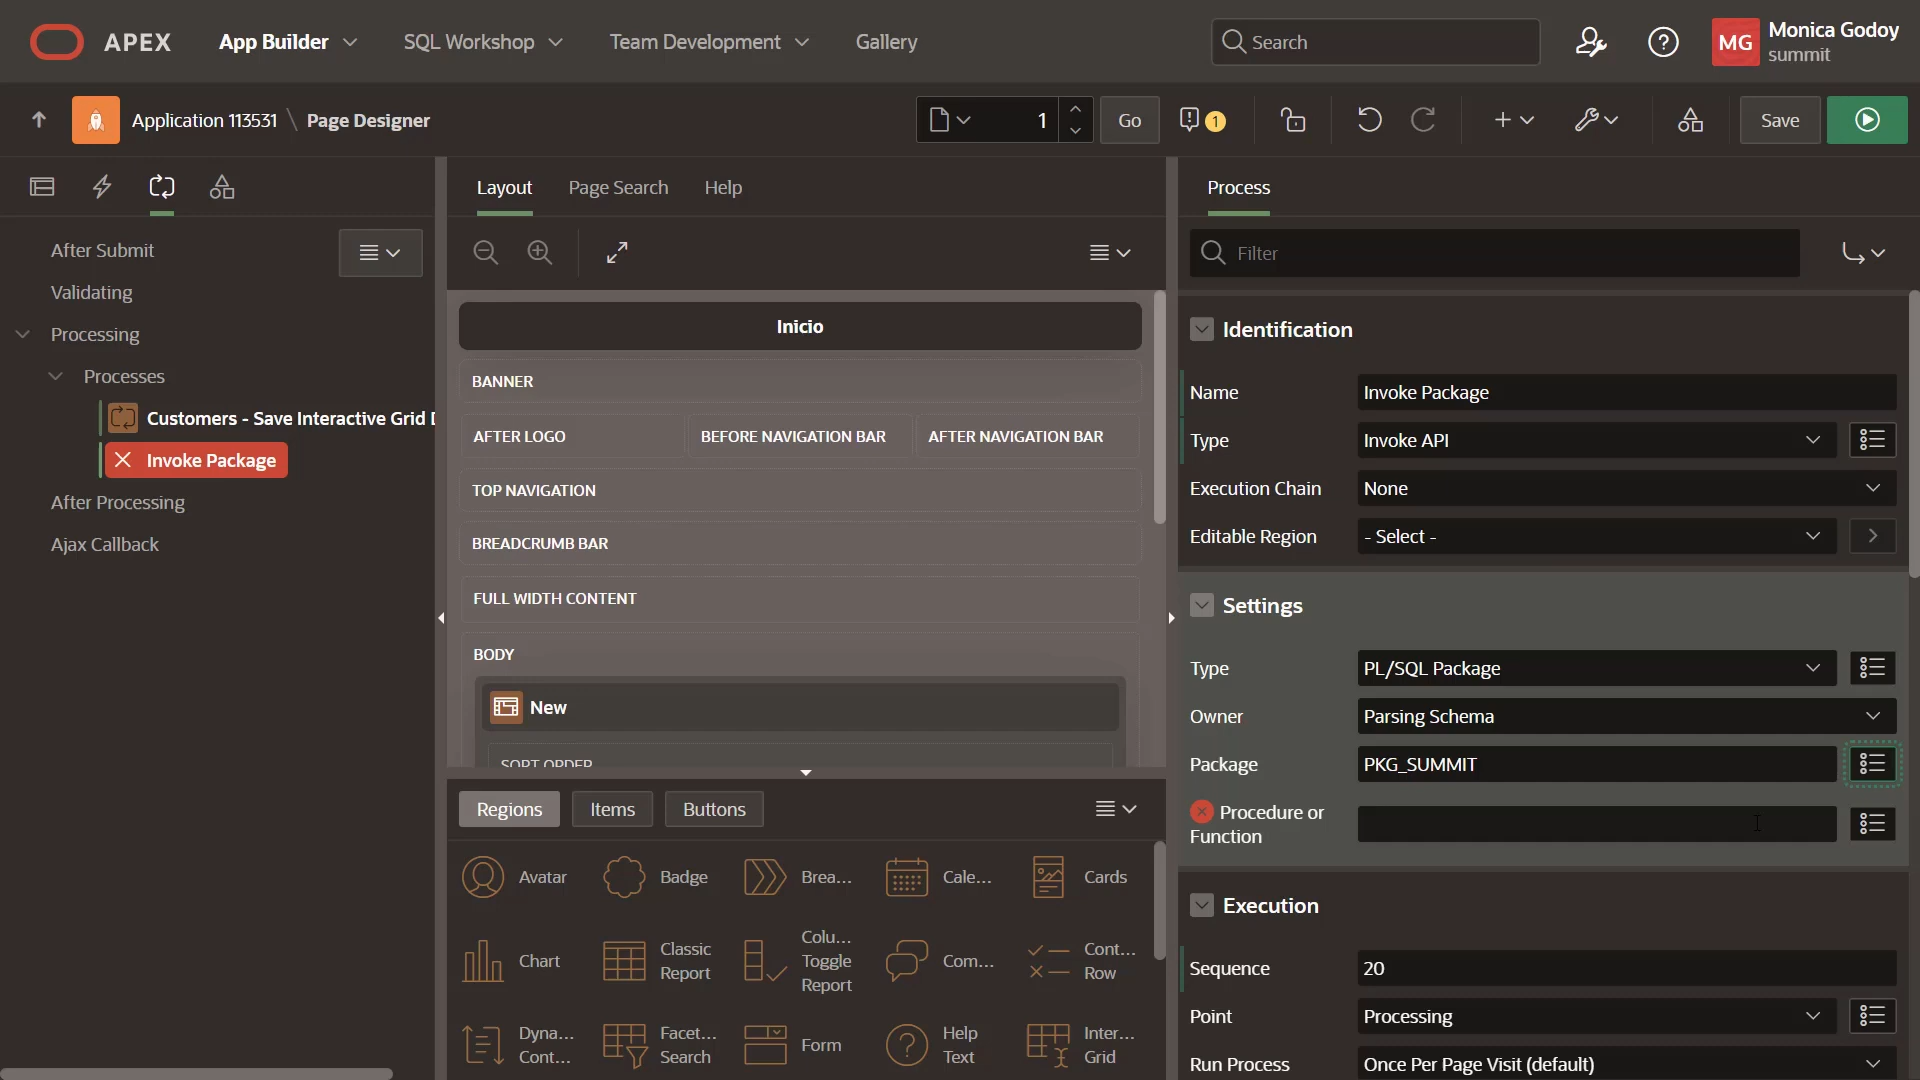 APEX
App Builder
SQL Workshop
Team Development
Gallery
Search
MG
Monica Godoy
summit
Application 113531 \ Page Designer
1
Go
1
Save
After Submit
Validating
Processing
Processes
Customers - Save Interactive Grid D
Invoke Package
After Processing
Ajax Callback
Layout
Page Search
Help
Inicio
BANNER
AFTER LOGO
BEFORE NAVIGATION BAR
AFTER NAVIGATION BAR
TOP NAVIGATION
BREADCRUMB BAR
FULL WIDTH CONTENT
BODY
New
SORT ORDER
Regions
Items
Buttons
Avatar
Badge
Brea...
Cale...
Cards
Chart
Classic
Report
Colu...
Toggle
Report
Com...
Cont...
Row
Dyna...
Cont...
Facet...
Search
Form
Help
Text
Inter...
Grid
Process
Filter
Identification
Name
Invoke Package
Type
Invoke API
Execution Chain
None
Editable Region
- Select -
Settings
Type
PL/SQL Package
Owner
Parsing Schema
Package
PKG_SUMMIT
Procedure or
Function
Execution
Sequence
20
Point
Processing
Run Process
Once Per Page Visit (default)